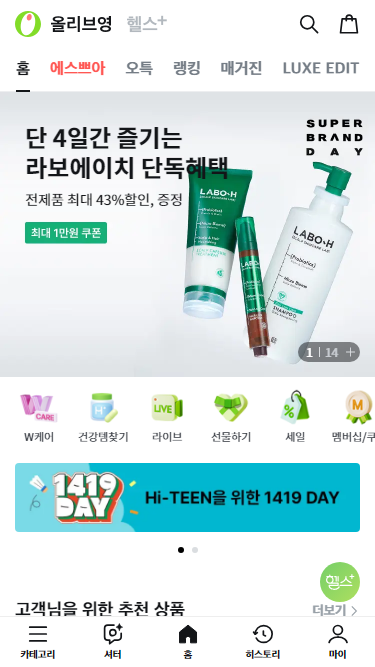 올리브영 헬스+
홈 에스쁘아 오특 랭킹 매거진 LUXE EDIT
단 4일간 즐기는
라보에이치 단독혜택
전제품 최대 43%할인, 증정
최대 1만원 쿠폰
SUPER
BRAND
DAY
LABO-H
LABO-H
SHAMPOO
1 | 14 +
W케어 건강템찾기 라이브 선물하기 세일 멤버십/쿠
1419
DAY
Hi-TEEN을 위한 1419 DAY
헬스+
고객님을 위한 추천 상품 더보기
카테고리 셔터 홈 히스토리 마이